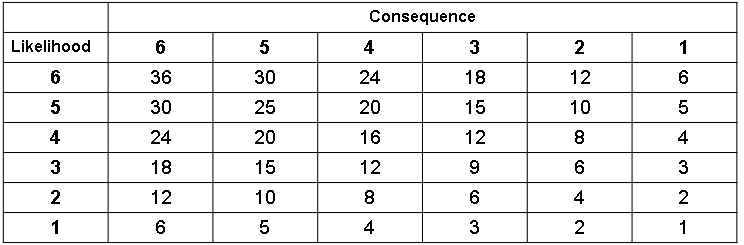 Consequence
Likelihood 6 5 4 3 2 1
6 36 30 24 18 12 6
5 30 25 20 15 10 5
4 24 20 16 12 8 4
3 18 15 12 9 6 3
2 12 10 8 6 4 2
1 6 5 4 3 2 1